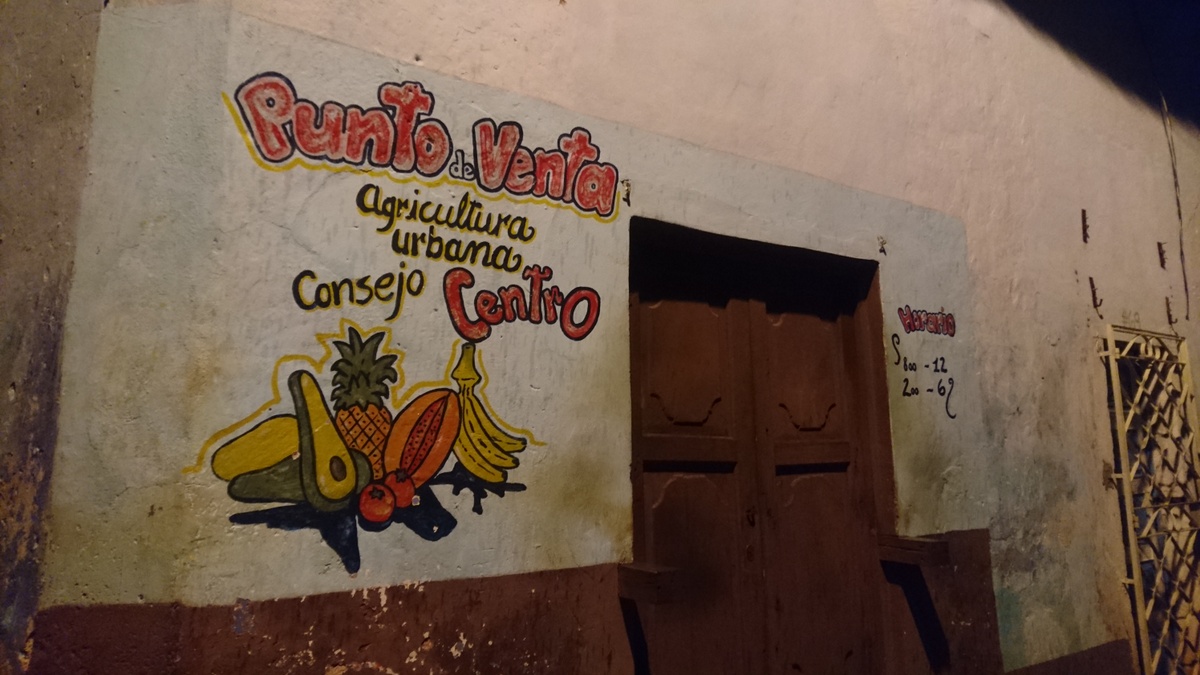 Punto de Venta
Agricultura
urbana
Consejo Centro
Horario
8:00 - 12
2:00 - 6